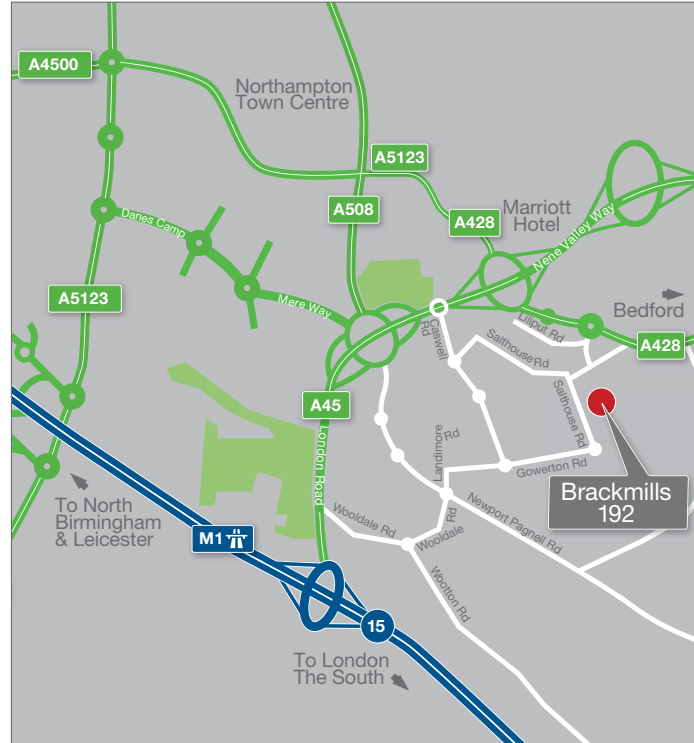 A4500
Northampton
Town Centre
A5123
A508
A428
Marriott
Hotel
Nene Valley Way
Danes Camp
A5123
Mere Way
Bedford
Caswell
Rd
Lilliput Rd
Salthouse Rd
A428
A45
Salthouse Rd
London Road
Landimore
Rd
Gowerton Rd
Brackmills
192
To North
Birmingham
& Leicester
Wooldale Rd
Wooldale
Rd
Newport Pagnell Rd
M1
Wootton Rd
15
To London
The South